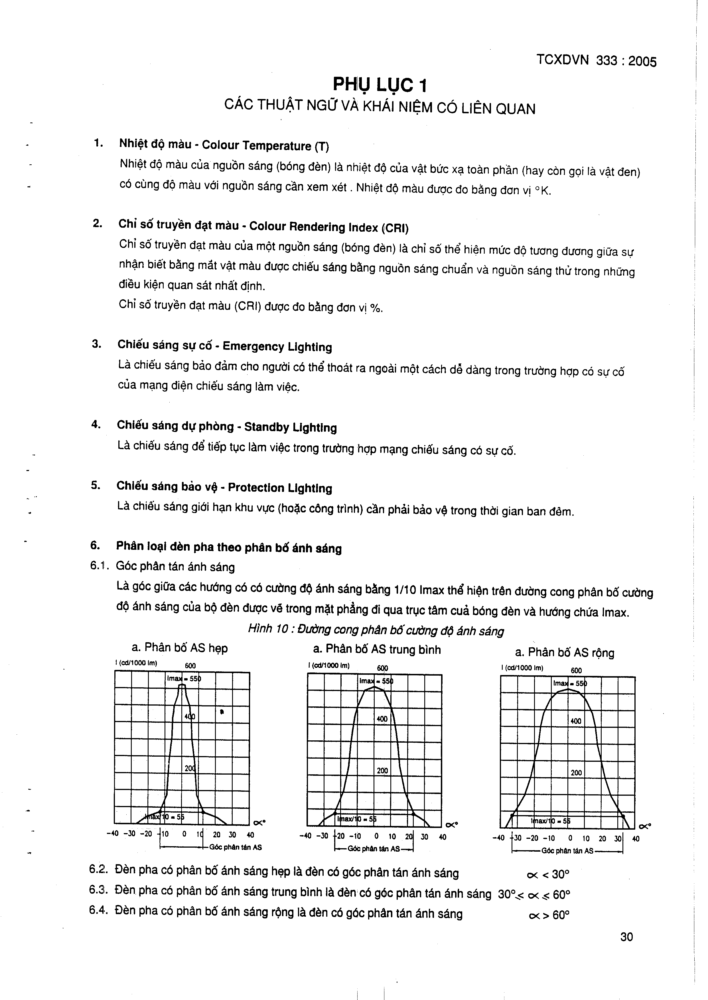 TCXDVN 333 : 2005
PHỤ LỤC 1
CÁC THUẬT NGỮ VÀ KHÁI NIỆM CÓ LIÊN QUAN
1. Nhiệt độ màu - Colour Temperature (T)
Nhiệt độ màu của nguồn sáng (bóng đèn) là nhiệt độ của vật bức xạ toàn phần (hay còn gọi là vật đen)
có cùng độ màu với nguồn sáng cần xem xét . Nhiệt độ màu được đo bằng đơn vị °K.
2. Chỉ số truyền đạt màu - Colour Rendering Index (CRI)
Chỉ số truyền đạt màu của một nguồn sáng (bóng đèn) là chỉ số thể hiện mức độ tương đương giữa sự
nhận biết bằng mắt vật màu được chiếu sáng bằng nguồn sáng chuẩn và nguồn sáng thử trong những
điều kiện quan sát nhất định.
Chỉ số truyền đạt màu (CRI) được đo bằng đơn vị %.
3. Chiếu sáng sự cố - Emergency Lighting
Là chiếu sáng bảo đảm cho người có thể thoát ra ngoài một cách dễ dàng trong trường hợp có sự cố
của mạng điện chiếu sáng làm việc.
4. Chiếu sáng dự phòng - Standby Lighting
Là chiếu sáng để tiếp tục làm việc trong trường hợp mạng chiếu sáng có sự cố.
5. Chiếu sáng bảo vệ - Protection Lighting
Là chiếu sáng giới hạn khu vực (hoặc công trình) cần phải bảo vệ trong thời gian ban đêm.
6. Phân loại đèn pha theo phân bố ánh sáng
6.1. Góc phân tán ánh sáng
Là góc giữa các hướng có có cường độ ánh sáng bằng 1/10 Imax thể hiện trên đường cong phân bố cường
độ ánh sáng của bộ đèn được vẽ trong mặt phẳng đi qua trục tâm cuả bóng đèn và hướng chứa Imax.
Hình 10 : Đường cong phân bố cường độ ánh sáng
a. Phân bố AS hẹp
I (cd/1000 lm) 600
Imax = 550
400
200
Imax/10 = 55
∝°
-40 -30 -20 -10 0 10 20 30 40
Góc phân tán AS
a. Phân bố AS trung bình
I (cd/1000 lm) 600
Imax = 550
400
200
Imax/10 = 55
∝°
-40 -30 -20 -10 0 10 20 30 40
Góc phân tán AS
a. Phân bố AS rộng
I (cd/1000 lm) 600
Imax = 550
400
200
Imax/10 = 55
∝°
-40 -30 -20 -10 0 10 20 30 40
Góc phân tán AS
6.2. Đèn pha có phân bố ánh sáng hẹp là đèn có góc phân tán ánh sáng ∝ < 30°
6.3. Đèn pha có phân bố ánh sáng trung bình là đèn có góc phân tán ánh sáng 30° ⩽ ∝ ⩽ 60°
6.4. Đèn pha có phân bố ánh sáng rộng là đèn có góc phân tán ánh sáng ∝ > 60°
30